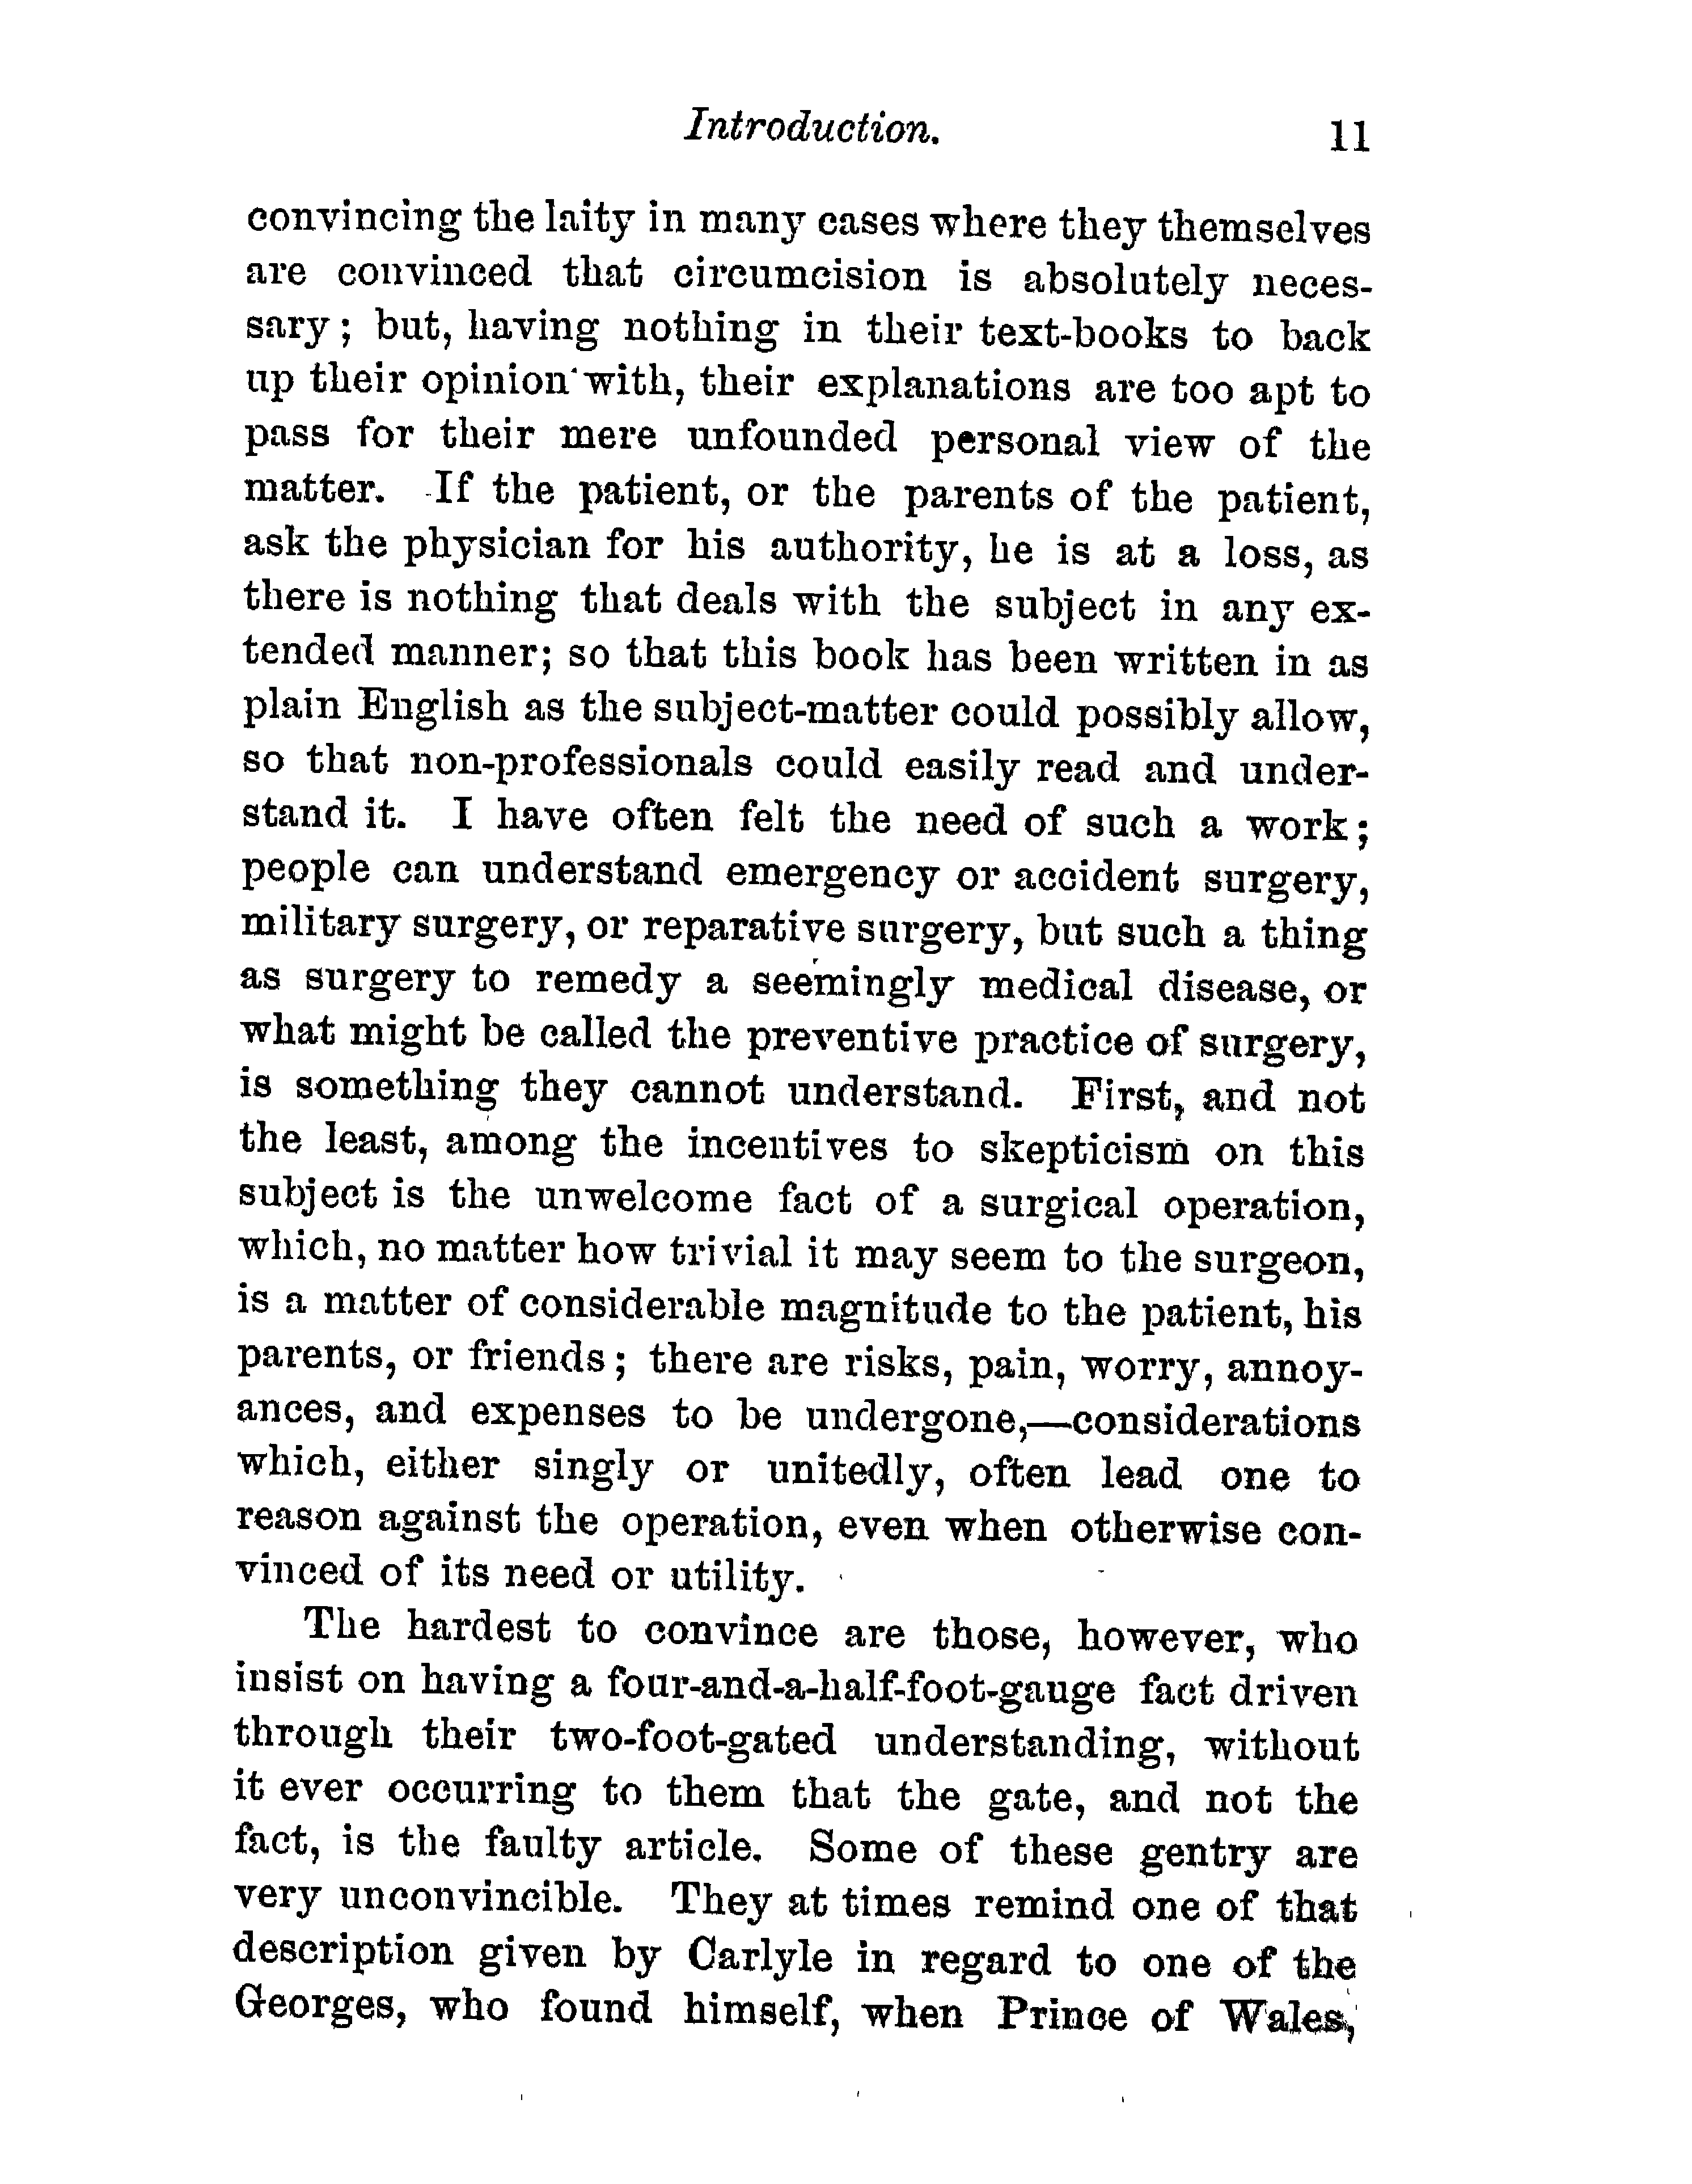 Introduction. 11
convincing the laity in many cases where they themselves
are convinced that circumcision is absolutely neces-
sary; but, having nothing in their text-books to back
up their opinion with, their explanations are too apt to
pass for their mere unfounded personal view of the
matter. If the patient, or the parents of the patient,
ask the physician for his authority, he is at a loss, as
there is nothing that deals with the subject in any ex-
tended manner; so that this book has been written in as
plain English as the subject-matter could possibly allow,
so that non-professionals could easily read and under-
stand it. I have often felt the need of such a work;
people can understand emergency or accident surgery,
military surgery, or reparative surgery, but such a thing
as surgery to remedy a seemingly medical disease, or
what might be called the preventive practice of surgery,
is something they cannot understand. First, and not
the least, among the incentives to skepticism on this
subject is the unwelcome fact of a surgical operation,
which, no matter how trivial it may seem to the surgeon,
is a matter of considerable magnitude to the patient, his
parents, or friends; there are risks, pain, worry, annoy-
ances, and expenses to be undergone,—considerations
which, either singly or unitedly, often lead one to
reason against the operation, even when otherwise con-
vinced of its need or utility.
The hardest to convince are those, however, who
insist on having a four-and-a-half-foot-gauge fact driven
through their two-foot-gated understanding, without
it ever occurring to them that the gate, and not the
fact, is the faulty article. Some of these gentry are
very unconvincible. They at times remind one of that
description given by Carlyle in regard to one of the
Georges, who found himself, when Prince of Wales,